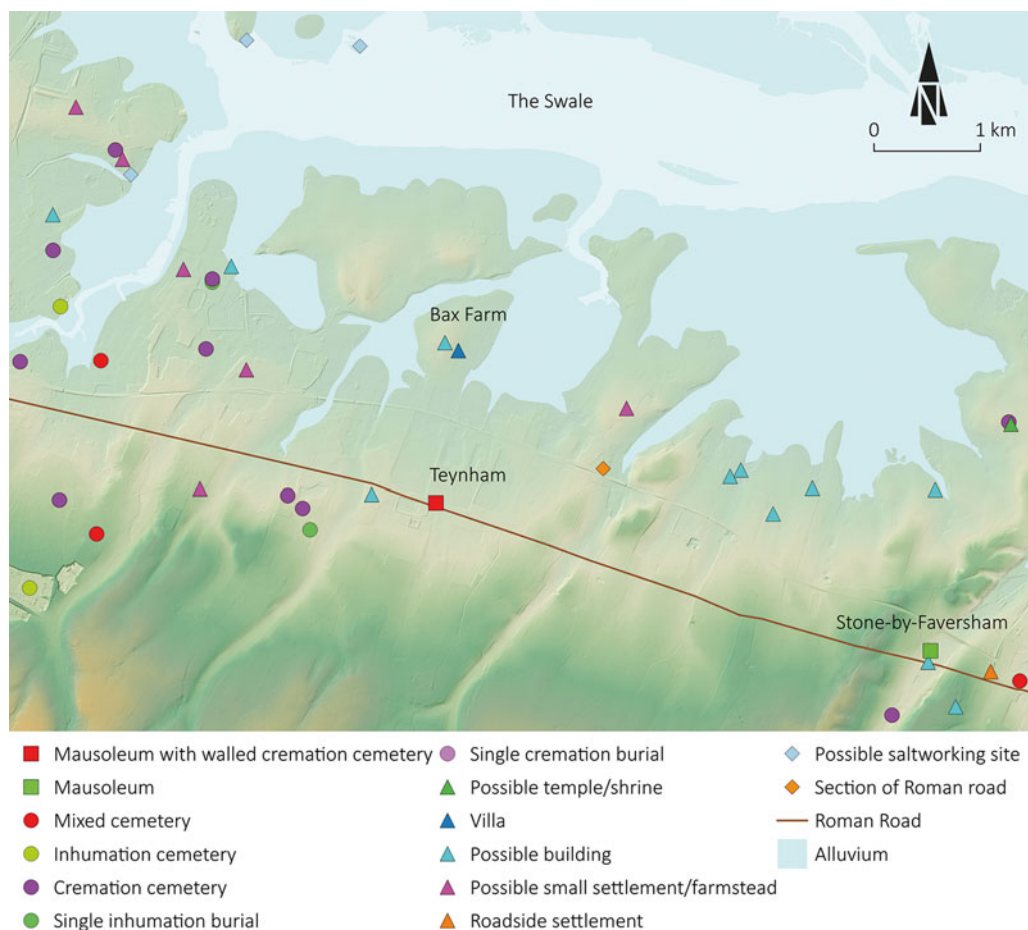 The Swale
N
0 1 km
Bax Farm
Teynham
Stone-by-Faversham
Mausoleum with walled cremation cemetery
Mausoleum
Mixed cemetery
Inhumation cemetery
Cremation cemetery
Single inhumation burial
Single cremation burial
Possible temple/shrine
Villa
Possible building
Possible small settlement/farmstead
Roadside settlement
Possible saltworking site
Section of Roman road
Roman Road
Alluvium